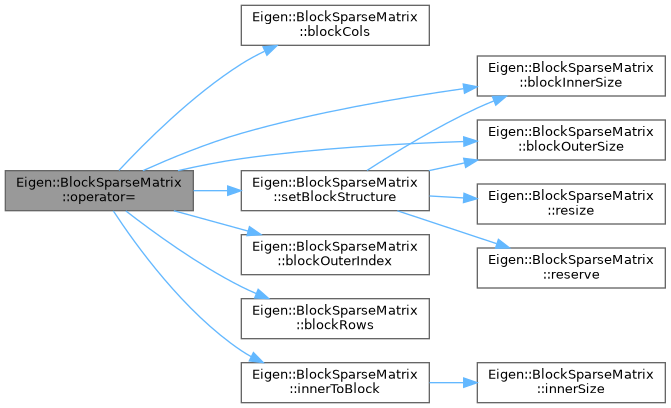 Eigen::BlockSparseMatrix
::operator=
Eigen::BlockSparseMatrix
::blockCols
Eigen::BlockSparseMatrix
::blockInnerSize
Eigen::BlockSparseMatrix
::blockOuterSize
Eigen::BlockSparseMatrix
::setBlockStructure
Eigen::BlockSparseMatrix
::resize
Eigen::BlockSparseMatrix
::blockOuterIndex
Eigen::BlockSparseMatrix
::reserve
Eigen::BlockSparseMatrix
::blockRows
Eigen::BlockSparseMatrix
::innerToBlock
Eigen::BlockSparseMatrix
::innerSize